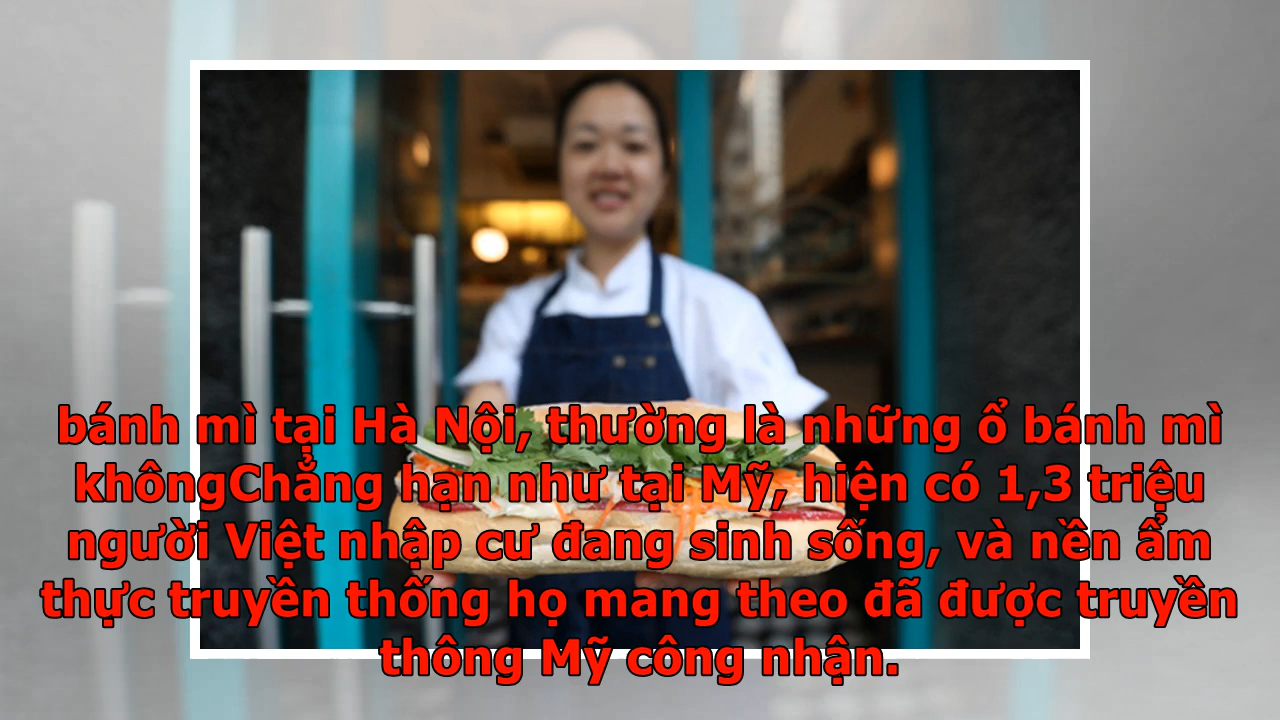 bánh mì tại Hà Nội, thường là những ổ bánh mì
khôngChẳng hạn như tại Mỹ, hiện có 1,3 triệu
người Việt nhập cư đang sinh sống, và nền ẩm
thực truyền thống họ mang theo đã được truyền
thông Mỹ công nhận.